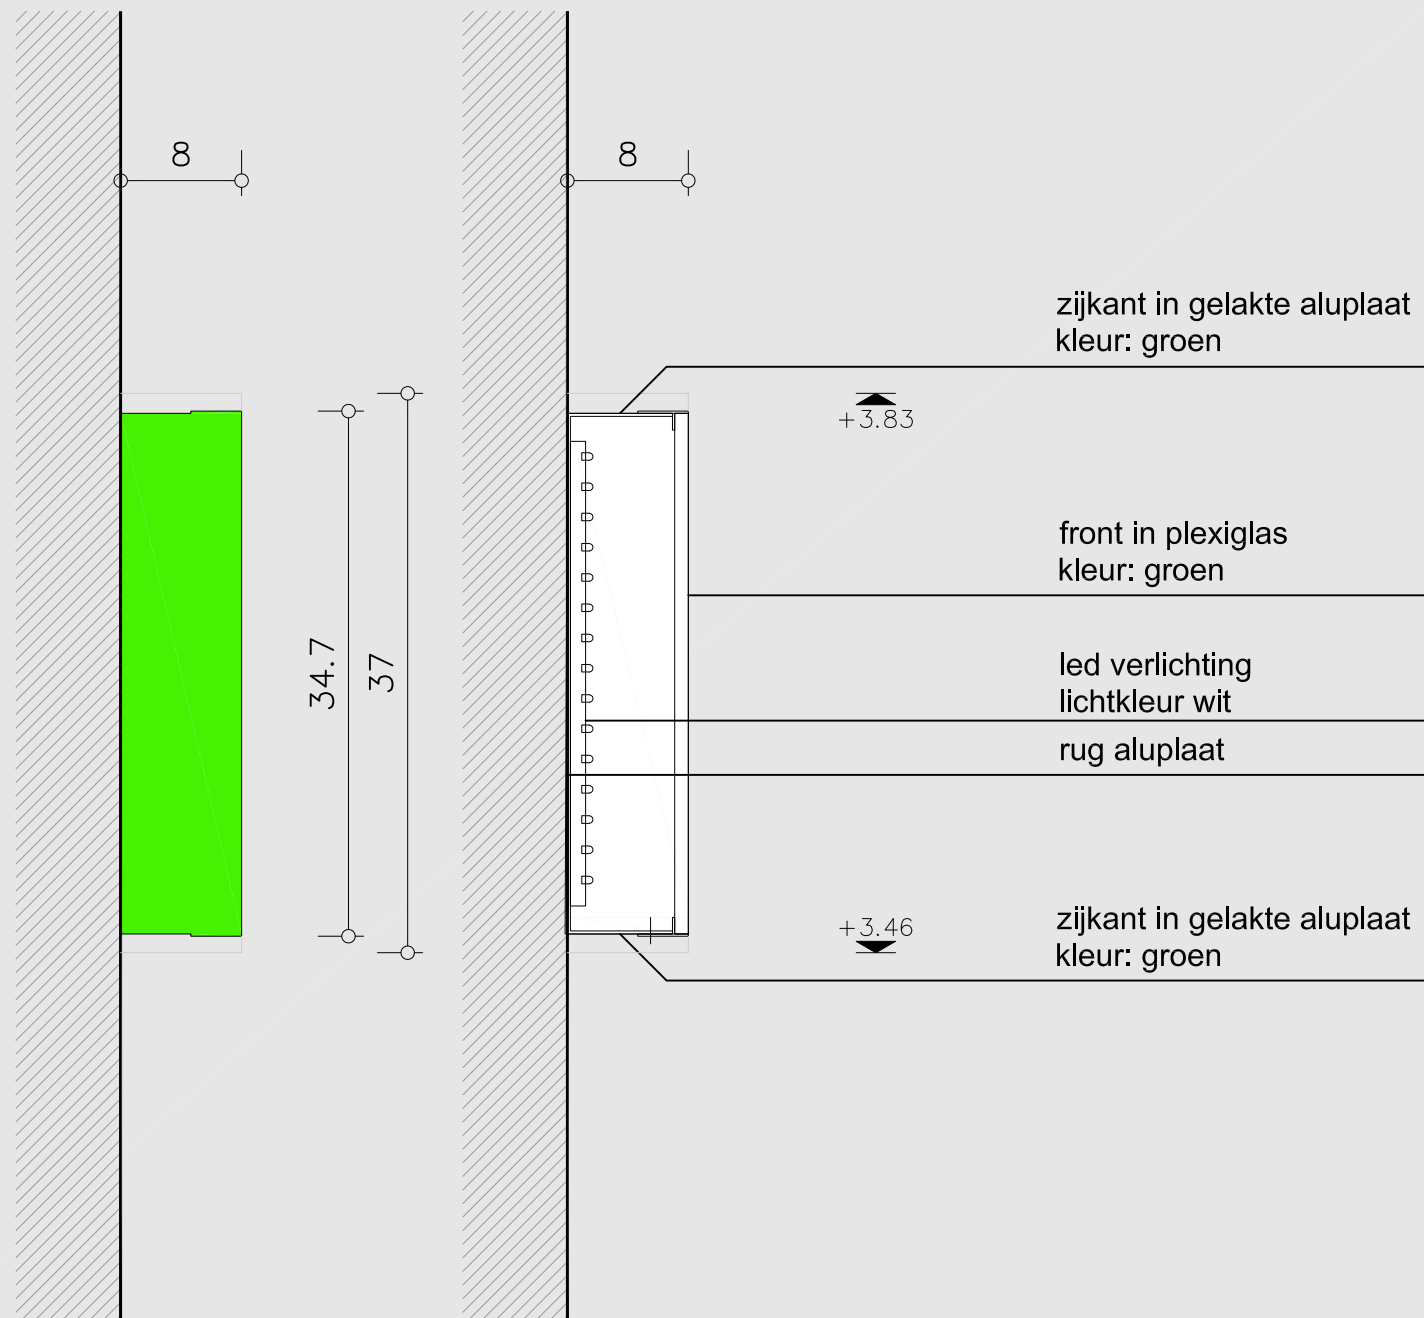 8
8
zijkant in gelakte aluplaat
kleur: groen
+3.83
front in plexiglas
kleur: groen
34.7
37
led verlichting
lichtkleur wit
rug aluplaat
+3.46
zijkant in gelakte aluplaat
kleur: groen